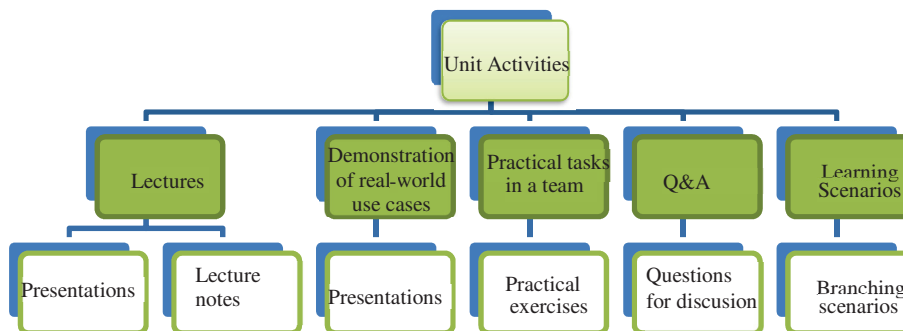 Unit Activities
Lectures
Demonstration
of real-world
use cases
Practical tasks
in a team
Q&A
Learning
Scenarios
Presentations
Lecture
notes
Presentations
Practical
exercises
Questions
for discusion
Branching
scenarios